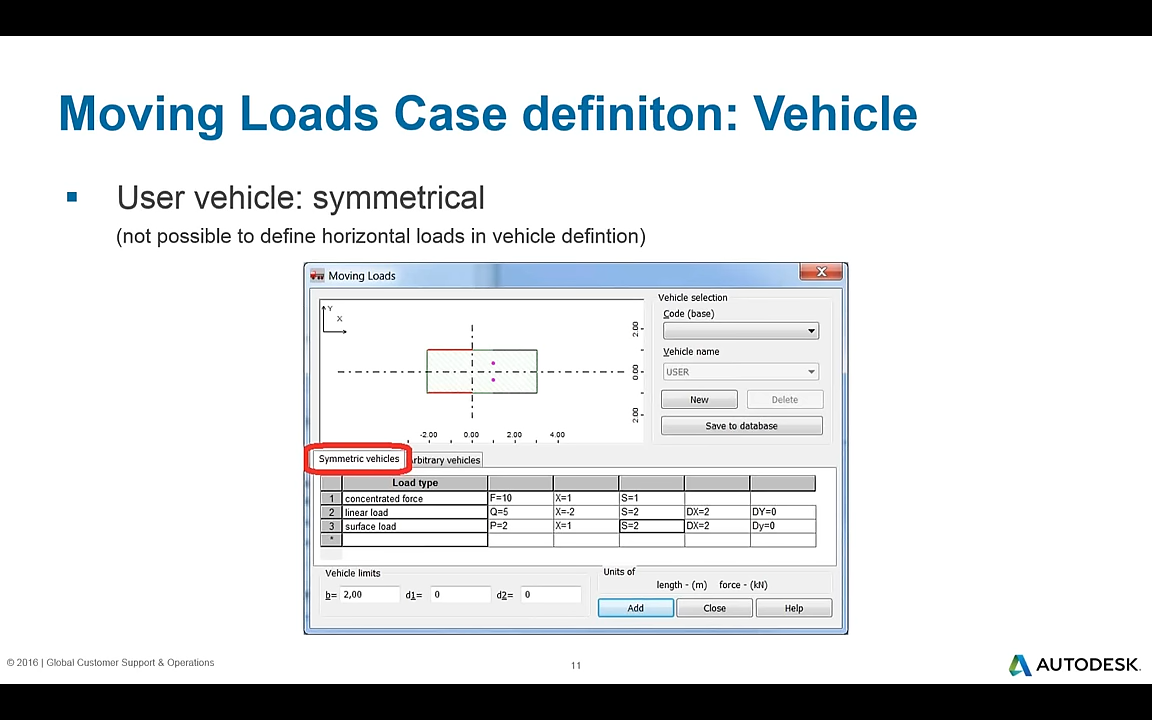 Moving Loads Case definiton: Vehicle
User vehicle: symmetrical
(not possible to define horizontal loads in vehicle defintion)
Moving Loads
Y
X
2.00
0.00
2.00
-2.00 0.00 2.00 4.00
Vehicle selection
Code (base)
Vehicle name
USER
New Delete
Save to database
Symmetric vehicles rbitrary vehicles
Load type
1 concentrated force F=10 X=1 S=1
2 linear load Q=5 X=-2 S=2 DX=2 DY=0
3 surface load P=2 X=1 S=2 DX=2 Dy=0
*
Vehicle limits
b= 2,00 d1= 0 d2= 0
Units of
length - (m) force - (kN)
Add Close Help
© 2016 | Global Customer Support & Operations
11
AUTODESK.